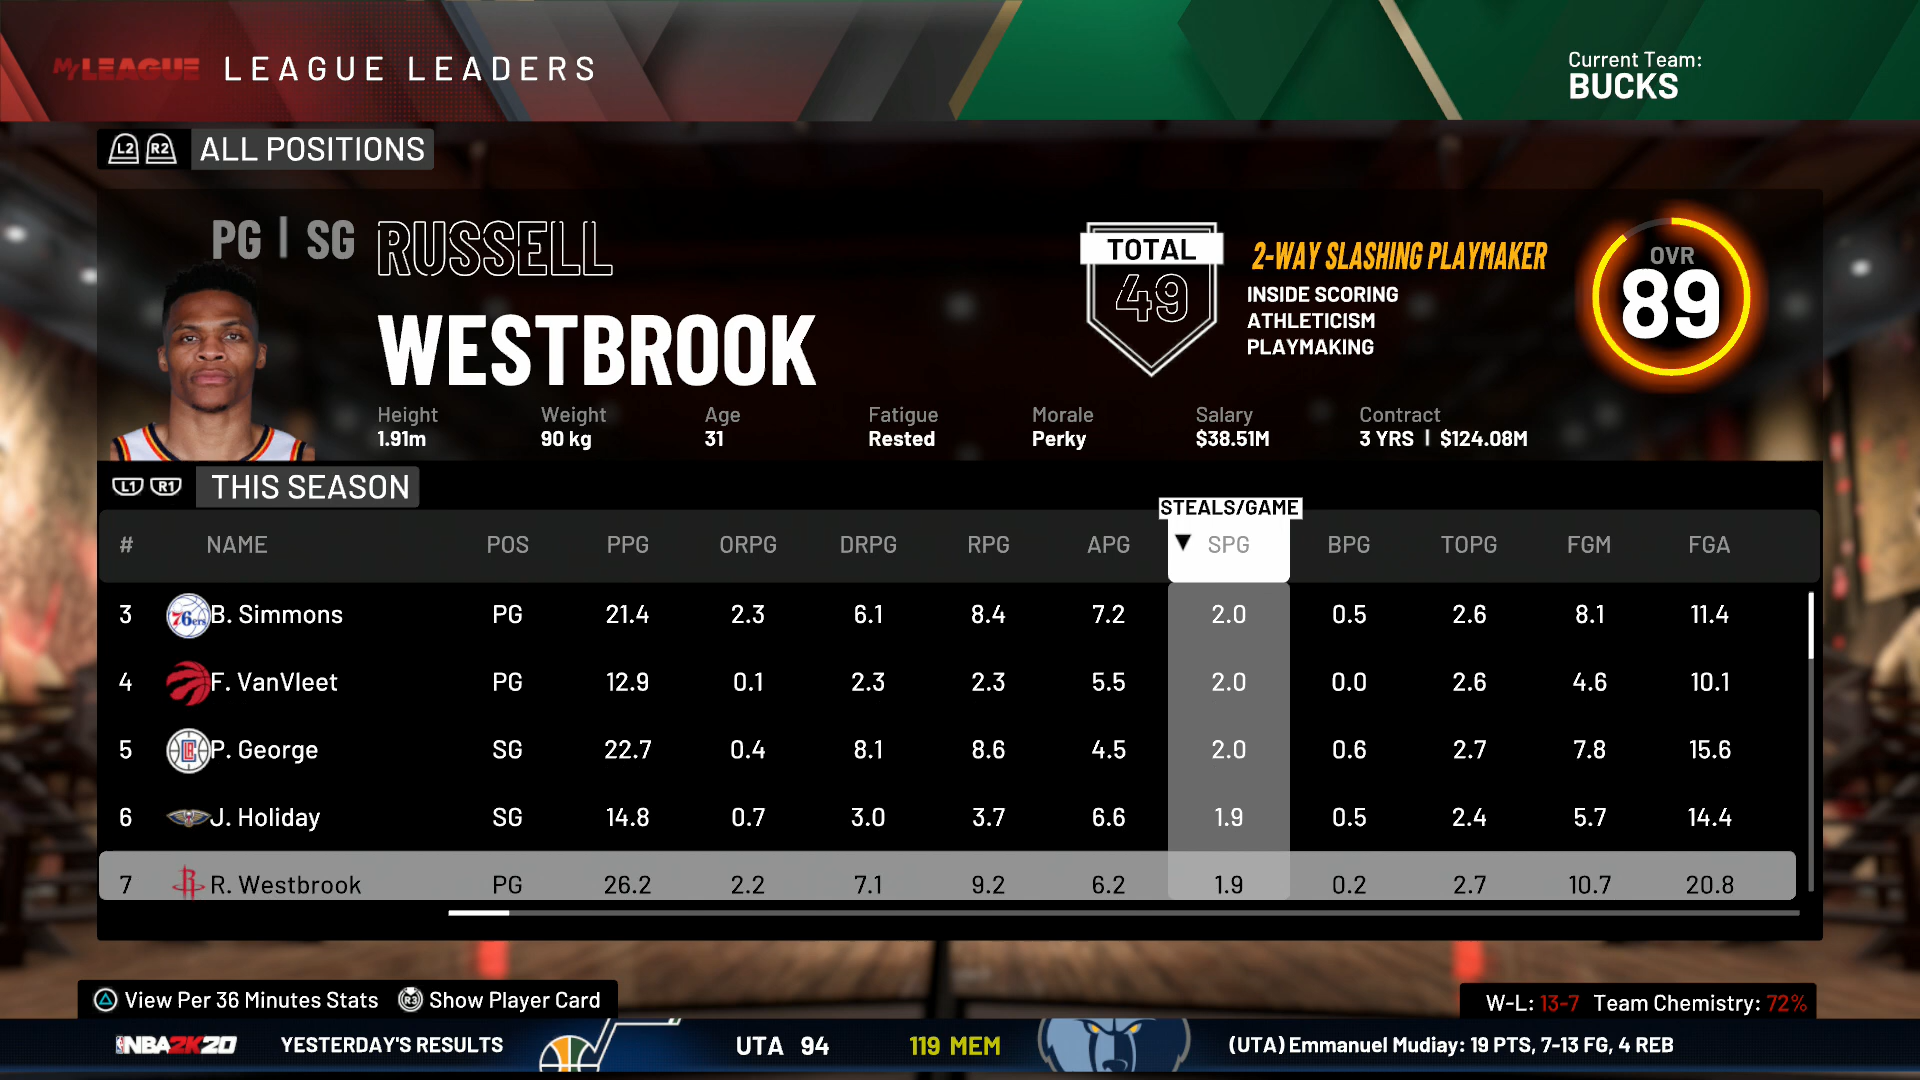 MyLEAGUE LEAGUE LEADERS
Current Team:
BUCKS
L2 R2 ALL POSITIONS
PG | SG RUSSELL
WESTBROOK
TOTAL
49
2-WAY SLASHING PLAYMAKER
INSIDE SCORING
ATHLETICISM
PLAYMAKING
OVR
89
Height Weight Age Fatigue Morale Salary Contract
1.91m 90 kg 31 Rested Perky $38.51M 3 YRS | $124.08M
L1 R1 THIS SEASON
STEALS/GAME
# NAME POS PPG ORPG DRPG RPG APG ▼ SPG BPG TOPG FGM FGA
3 76ers B. Simmons PG 21.4 2.3 6.1 8.4 7.2 2.0 0.5 2.6 8.1 11.4
4 F. VanVleet PG 12.9 0.1 2.3 2.3 5.5 2.0 0.0 2.6 4.6 10.1
5 P. George SG 22.7 0.4 8.1 8.6 4.5 2.0 0.6 2.7 7.8 15.6
6 J. Holiday SG 14.8 0.7 3.0 3.7 6.6 1.9 0.5 2.4 5.7 14.4
7 R. Westbrook PG 26.2 2.2 7.1 9.2 6.2 1.9 0.2 2.7 10.7 20.8
View Per 36 Minutes Stats R3 Show Player Card
W-L: 13-7 Team Chemistry: 72%
NBA2K20 YESTERDAY'S RESULTS UTA 94 119 MEM (UTA) Emmanuel Mudiay: 19 PTS, 7-13 FG, 4 REB